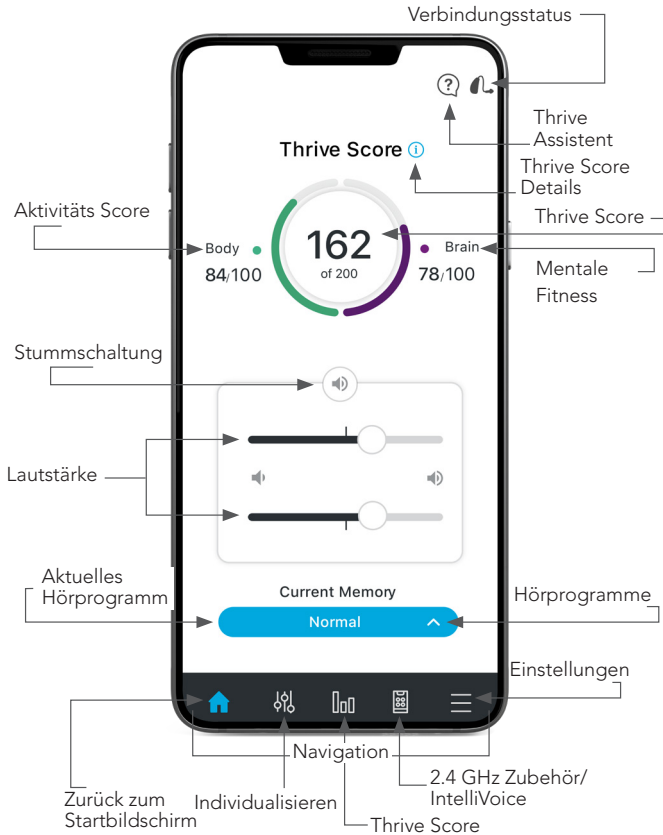 Verbindungsstatus
Thrive
Assistent
Thrive Score
Thrive Score
Details
Aktivitäts Score
Thrive Score
Body
84/100
162
of 200
Brain
78/100
Mentale
Fitness
Stummschaltung
Lautstärke
Aktuelles
Hörprogramm
Current Memory
Normal
Hörprogramme
Einstellungen
Navigation
Zurück zum
Startbildschirm
Individualisieren
2.4 GHz Zubehör/
IntelliVoice
Thrive Score